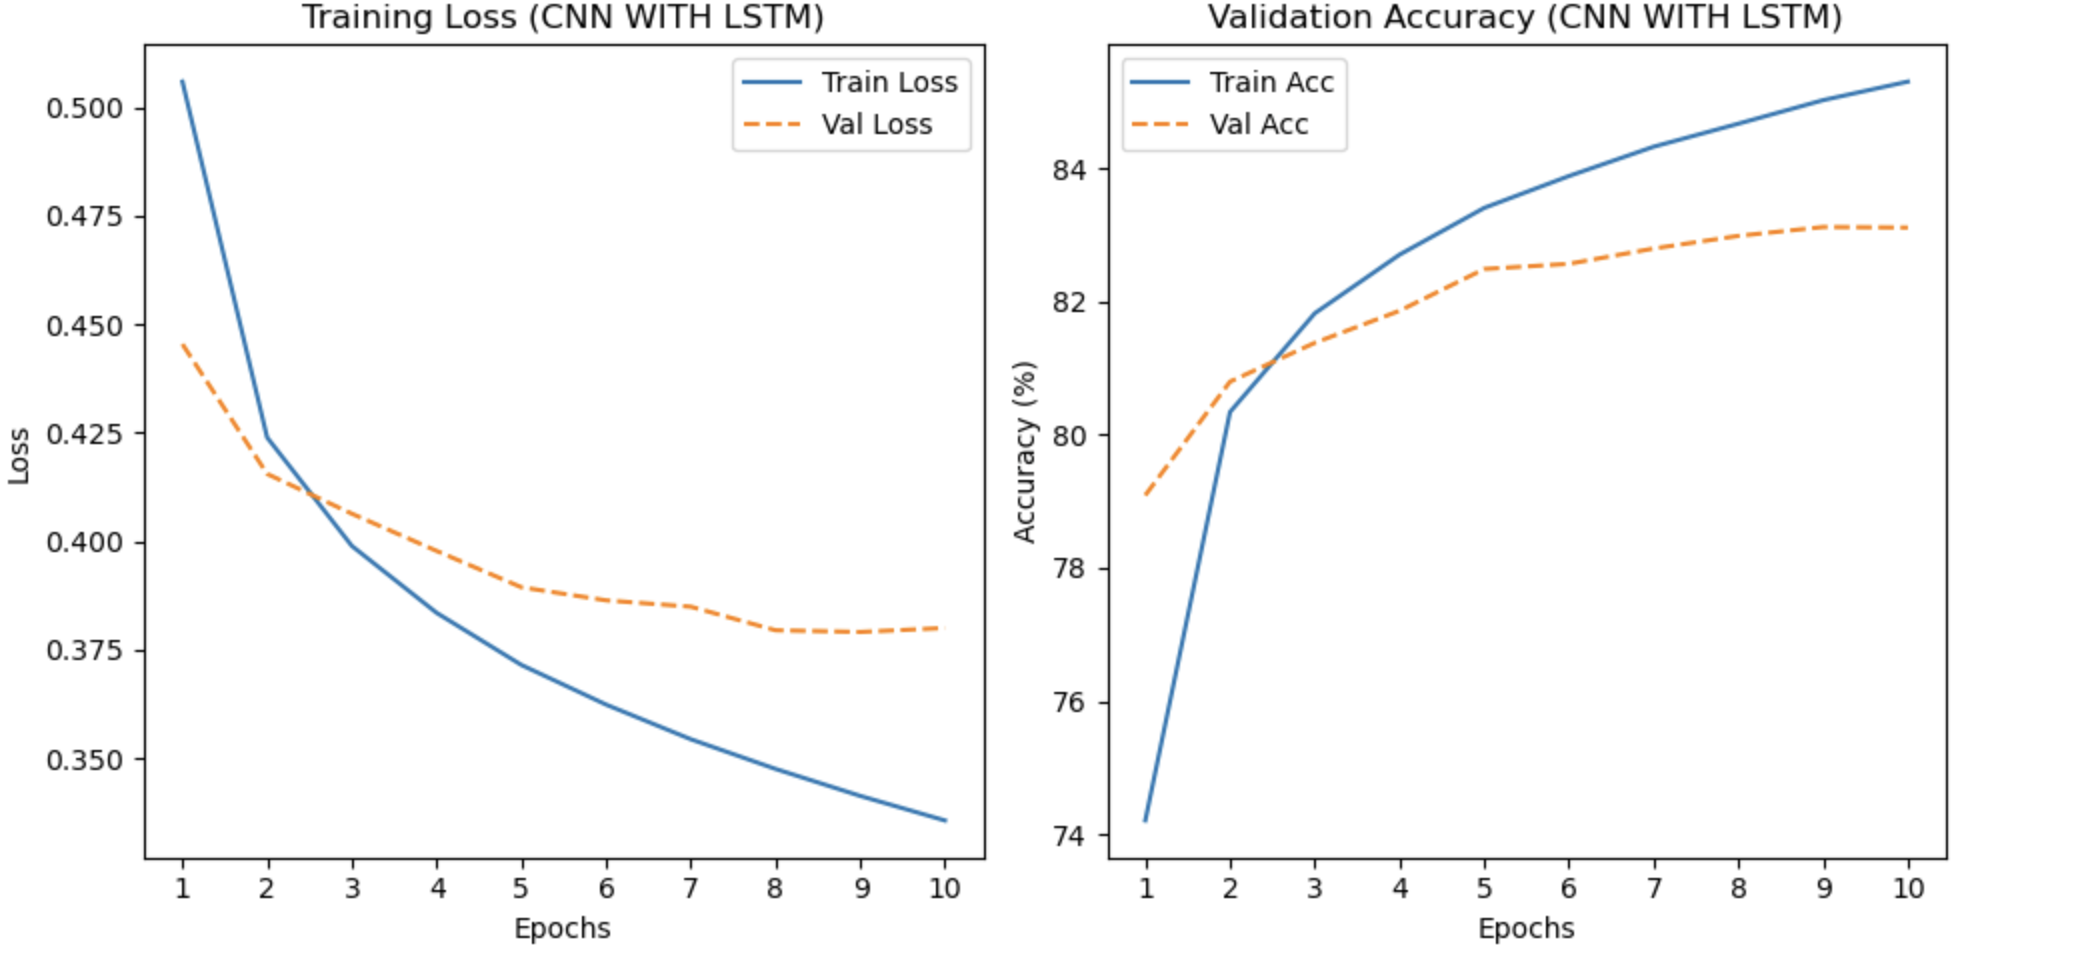 Training Loss (CNN WITH LSTM)
Train Loss
Val Loss
0.500
0.475
0.450
0.425
0.400
0.375
0.350
Loss
1 2 3 4 5 6 7 8 9 10
Epochs
Validation Accuracy (CNN WITH LSTM)
Train Acc
Val Acc
84
82
80
78
76
74
Accuracy (%)
1 2 3 4 5 6 7 8 9 10
Epochs